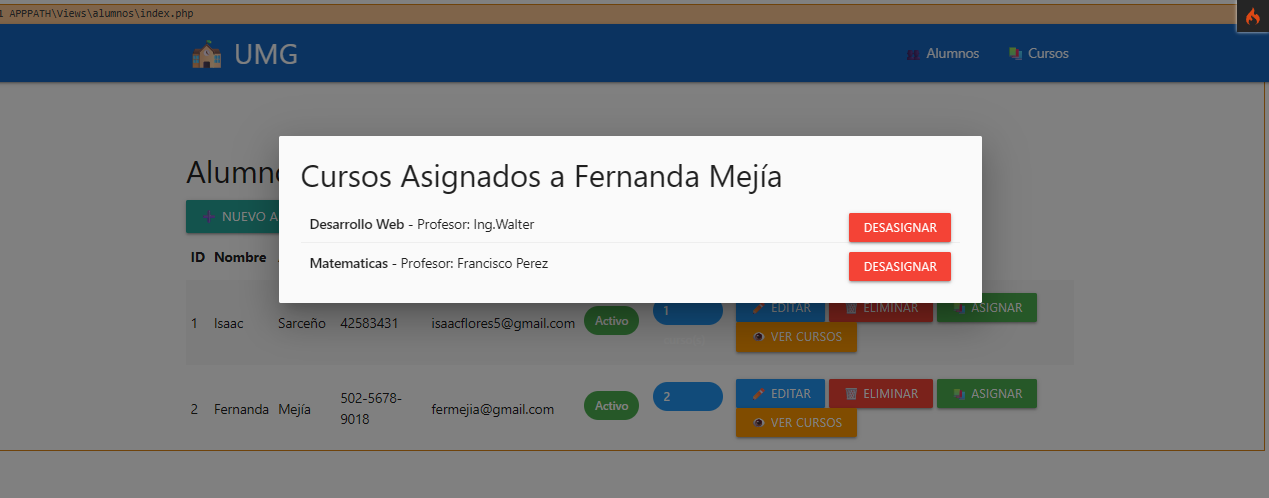 1 APPPATH\Views\alumnos\index.php
UMG
Alumnos
Cursos
Cursos Asignados a Fernanda Mejía
Desarrollo Web - Profesor: Ing.Walter
DESASIGNAR
Matematicas - Profesor: Francisco Perez
DESASIGNAR
Alumno
NUEVO A
ID Nombre
1 Isaac Sarceño 42583431 isaacflores5@gmail.com Activo 1 EDITAR ELIMINAR ASIGNAR
VER CURSOS
2 Fernanda Mejía 502-5678-9018 fermejia@gmail.com Activo 2 EDITAR ELIMINAR ASIGNAR
VER CURSOS